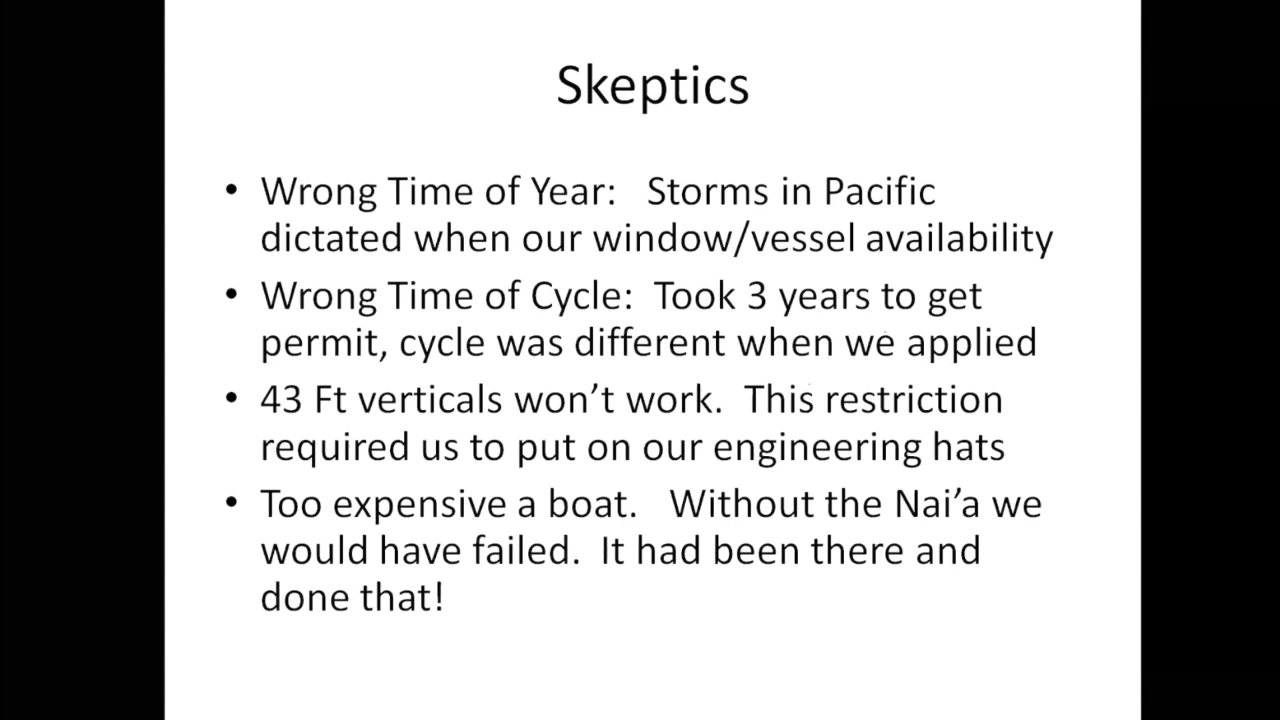 Skeptics
• Wrong Time of Year:   Storms in Pacific
dictated when our window/vessel availability
• Wrong Time of Cycle:  Took 3 years to get
permit, cycle was different when we applied
• 43 Ft verticals won’t work.  This restriction
required us to put on our engineering hats
• Too expensive a boat.   Without the Nai’a we
would have failed.  It had been there and
done that!